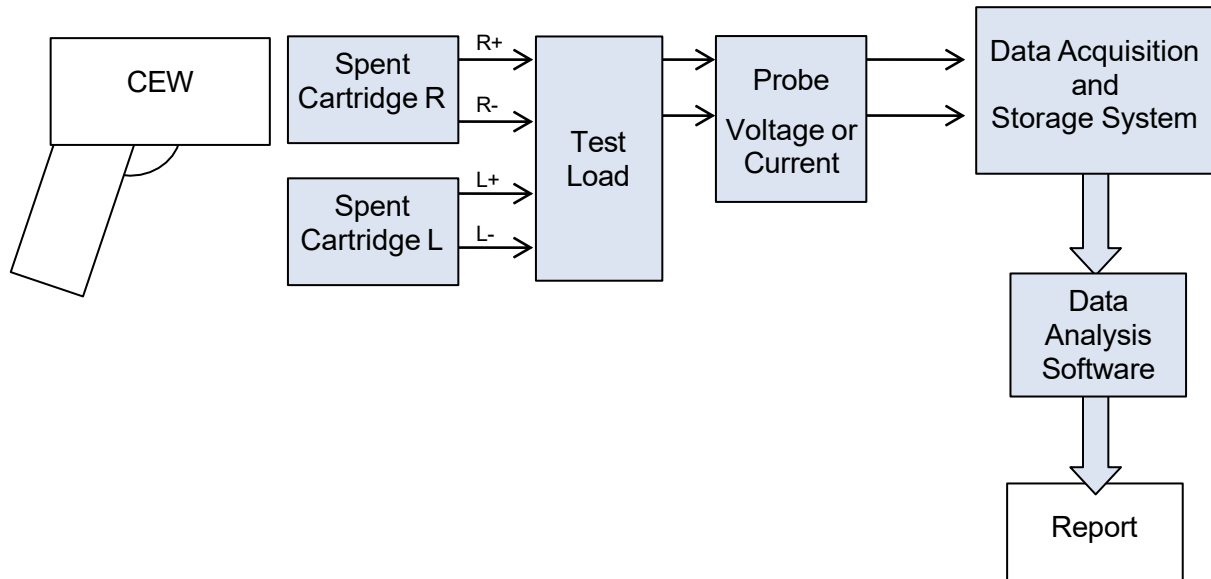 CEW
Spent
Cartridge R
R+
R-
Spent
Cartridge L
L+
L-
Test
Load
Probe
Voltage or
Current
Data Acquisition
and
Storage System
Data
Analysis
Software
Report